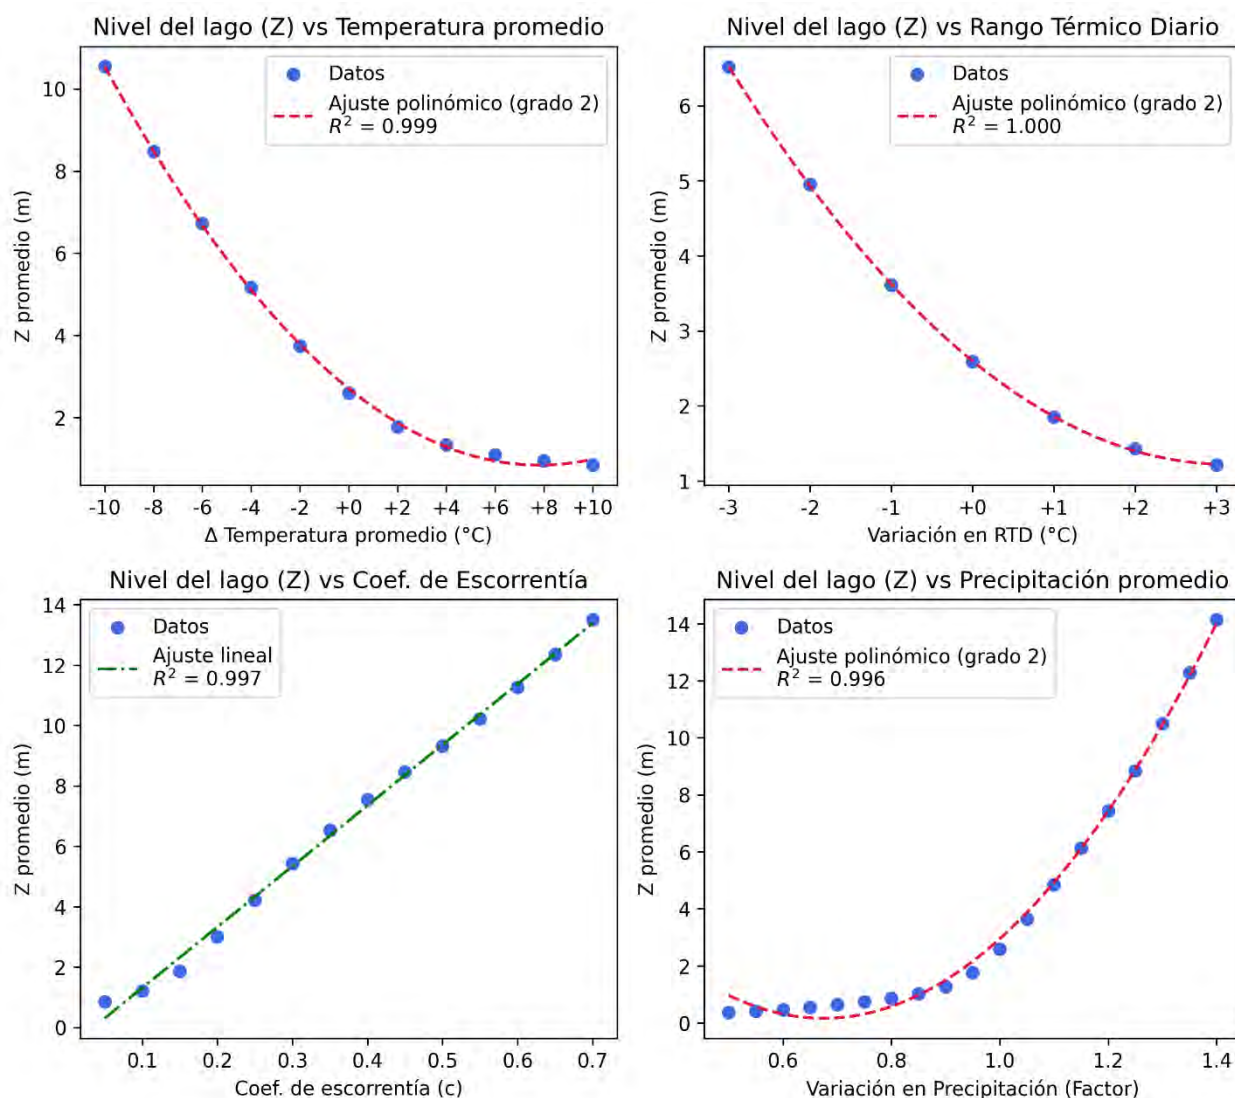 Nivel del lago (Z) vs Temperatura promedio
Z promedio (m)
10
8
6
4
2
Datos
Ajuste polinómico (grado 2)
R² = 0.999
-10 -8 -6 -4 -2 +0 +2 +4 +6 +8 +10
Δ Temperatura promedio (°C)
Nivel del lago (Z) vs Rango Térmico Diario
Z promedio (m)
6
5
4
3
2
1
Datos
Ajuste polinómico (grado 2)
R² = 1.000
-3 -2 -1 +0 +1 +2 +3
Variación en RTD (°C)
Nivel del lago (Z) vs Coef. de Escorrentía
Z promedio (m)
14
12
10
8
6
4
2
0
Datos
Ajuste lineal
R² = 0.997
0.1 0.2 0.3 0.4 0.5 0.6 0.7
Coef. de escorrentía (c)
Nivel del lago (Z) vs Precipitación promedio
Z promedio (m)
14
12
10
8
6
4
2
0
Datos
Ajuste polinómico (grado 2)
R² = 0.996
0.6 0.8 1.0 1.2 1.4
Variación en Precipitación (Factor)